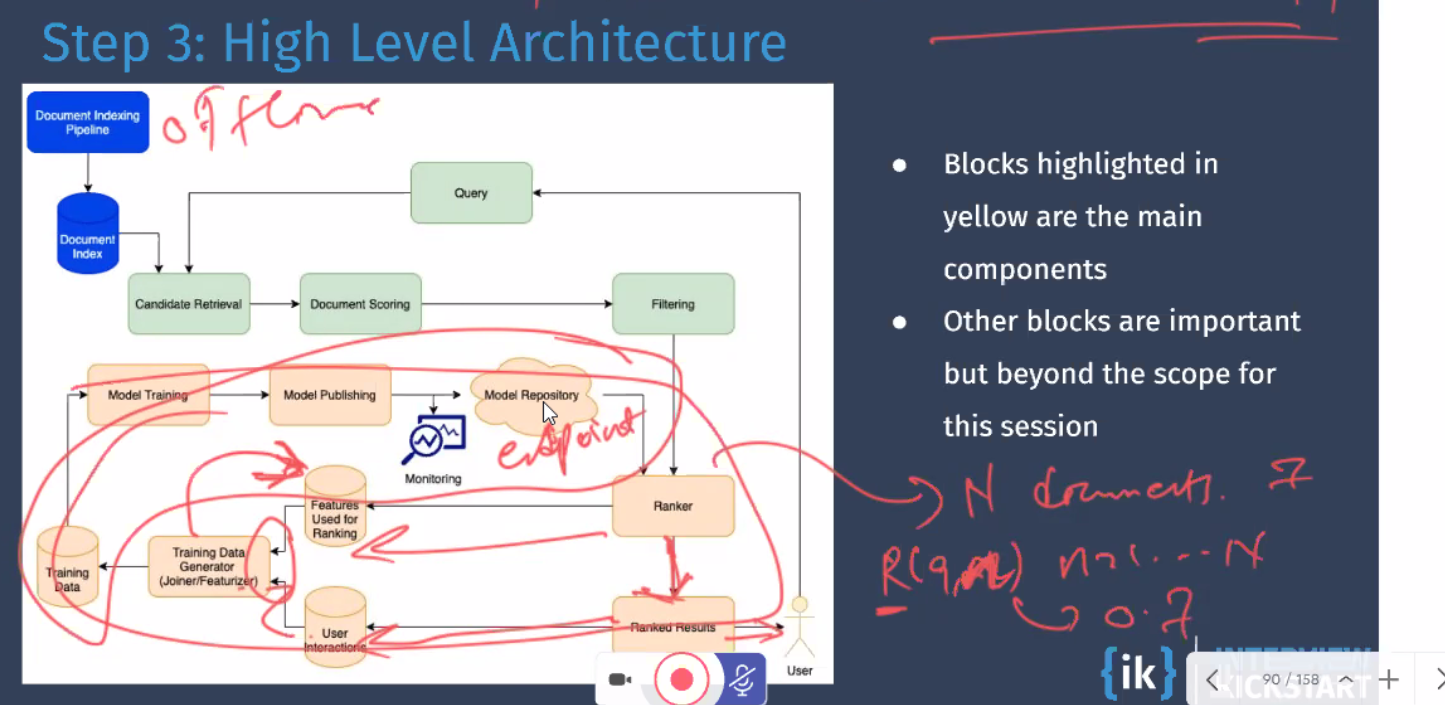 Step 3: High Level Architecture
Document Indexing
Pipeline
offline
Query
Document
Index
Candidate Retrieval
Document Scoring
Filtering
Model Training
Model Publishing
Model Repository
endpoint
Monitoring
Features
Used for
Ranking
Ranker
Training Data
Generator
(Joiner/Featurizer)
Training
Data
User
Interactions
Ranked Results
User
● Blocks highlighted in
yellow are the main
components
● Other blocks are important
but beyond the scope for
this session
N documents. 7
0.7
{ik} INTERVIEW
KICKSTART
90 / 158